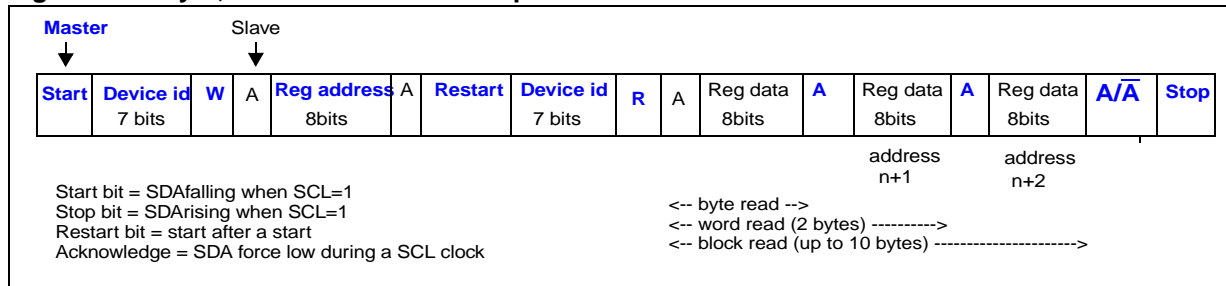 Master Slave
Start Device id W A Reg address A Restart Device id R A Reg data A Reg data A Reg data A/A̅ Stop
7 bits 8bits 7 bits 8bits 8bits 8bits
address address
n+1 n+2
Start bit = SDAfalling when SCL=1
Stop bit = SDArising when SCL=1
Restart bit = start after a start
Acknowledge = SDA force low during a SCL clock
<-- byte read -->
<-- word read (2 bytes) ---------->
<-- block read (up to 10 bytes) ---------------------->